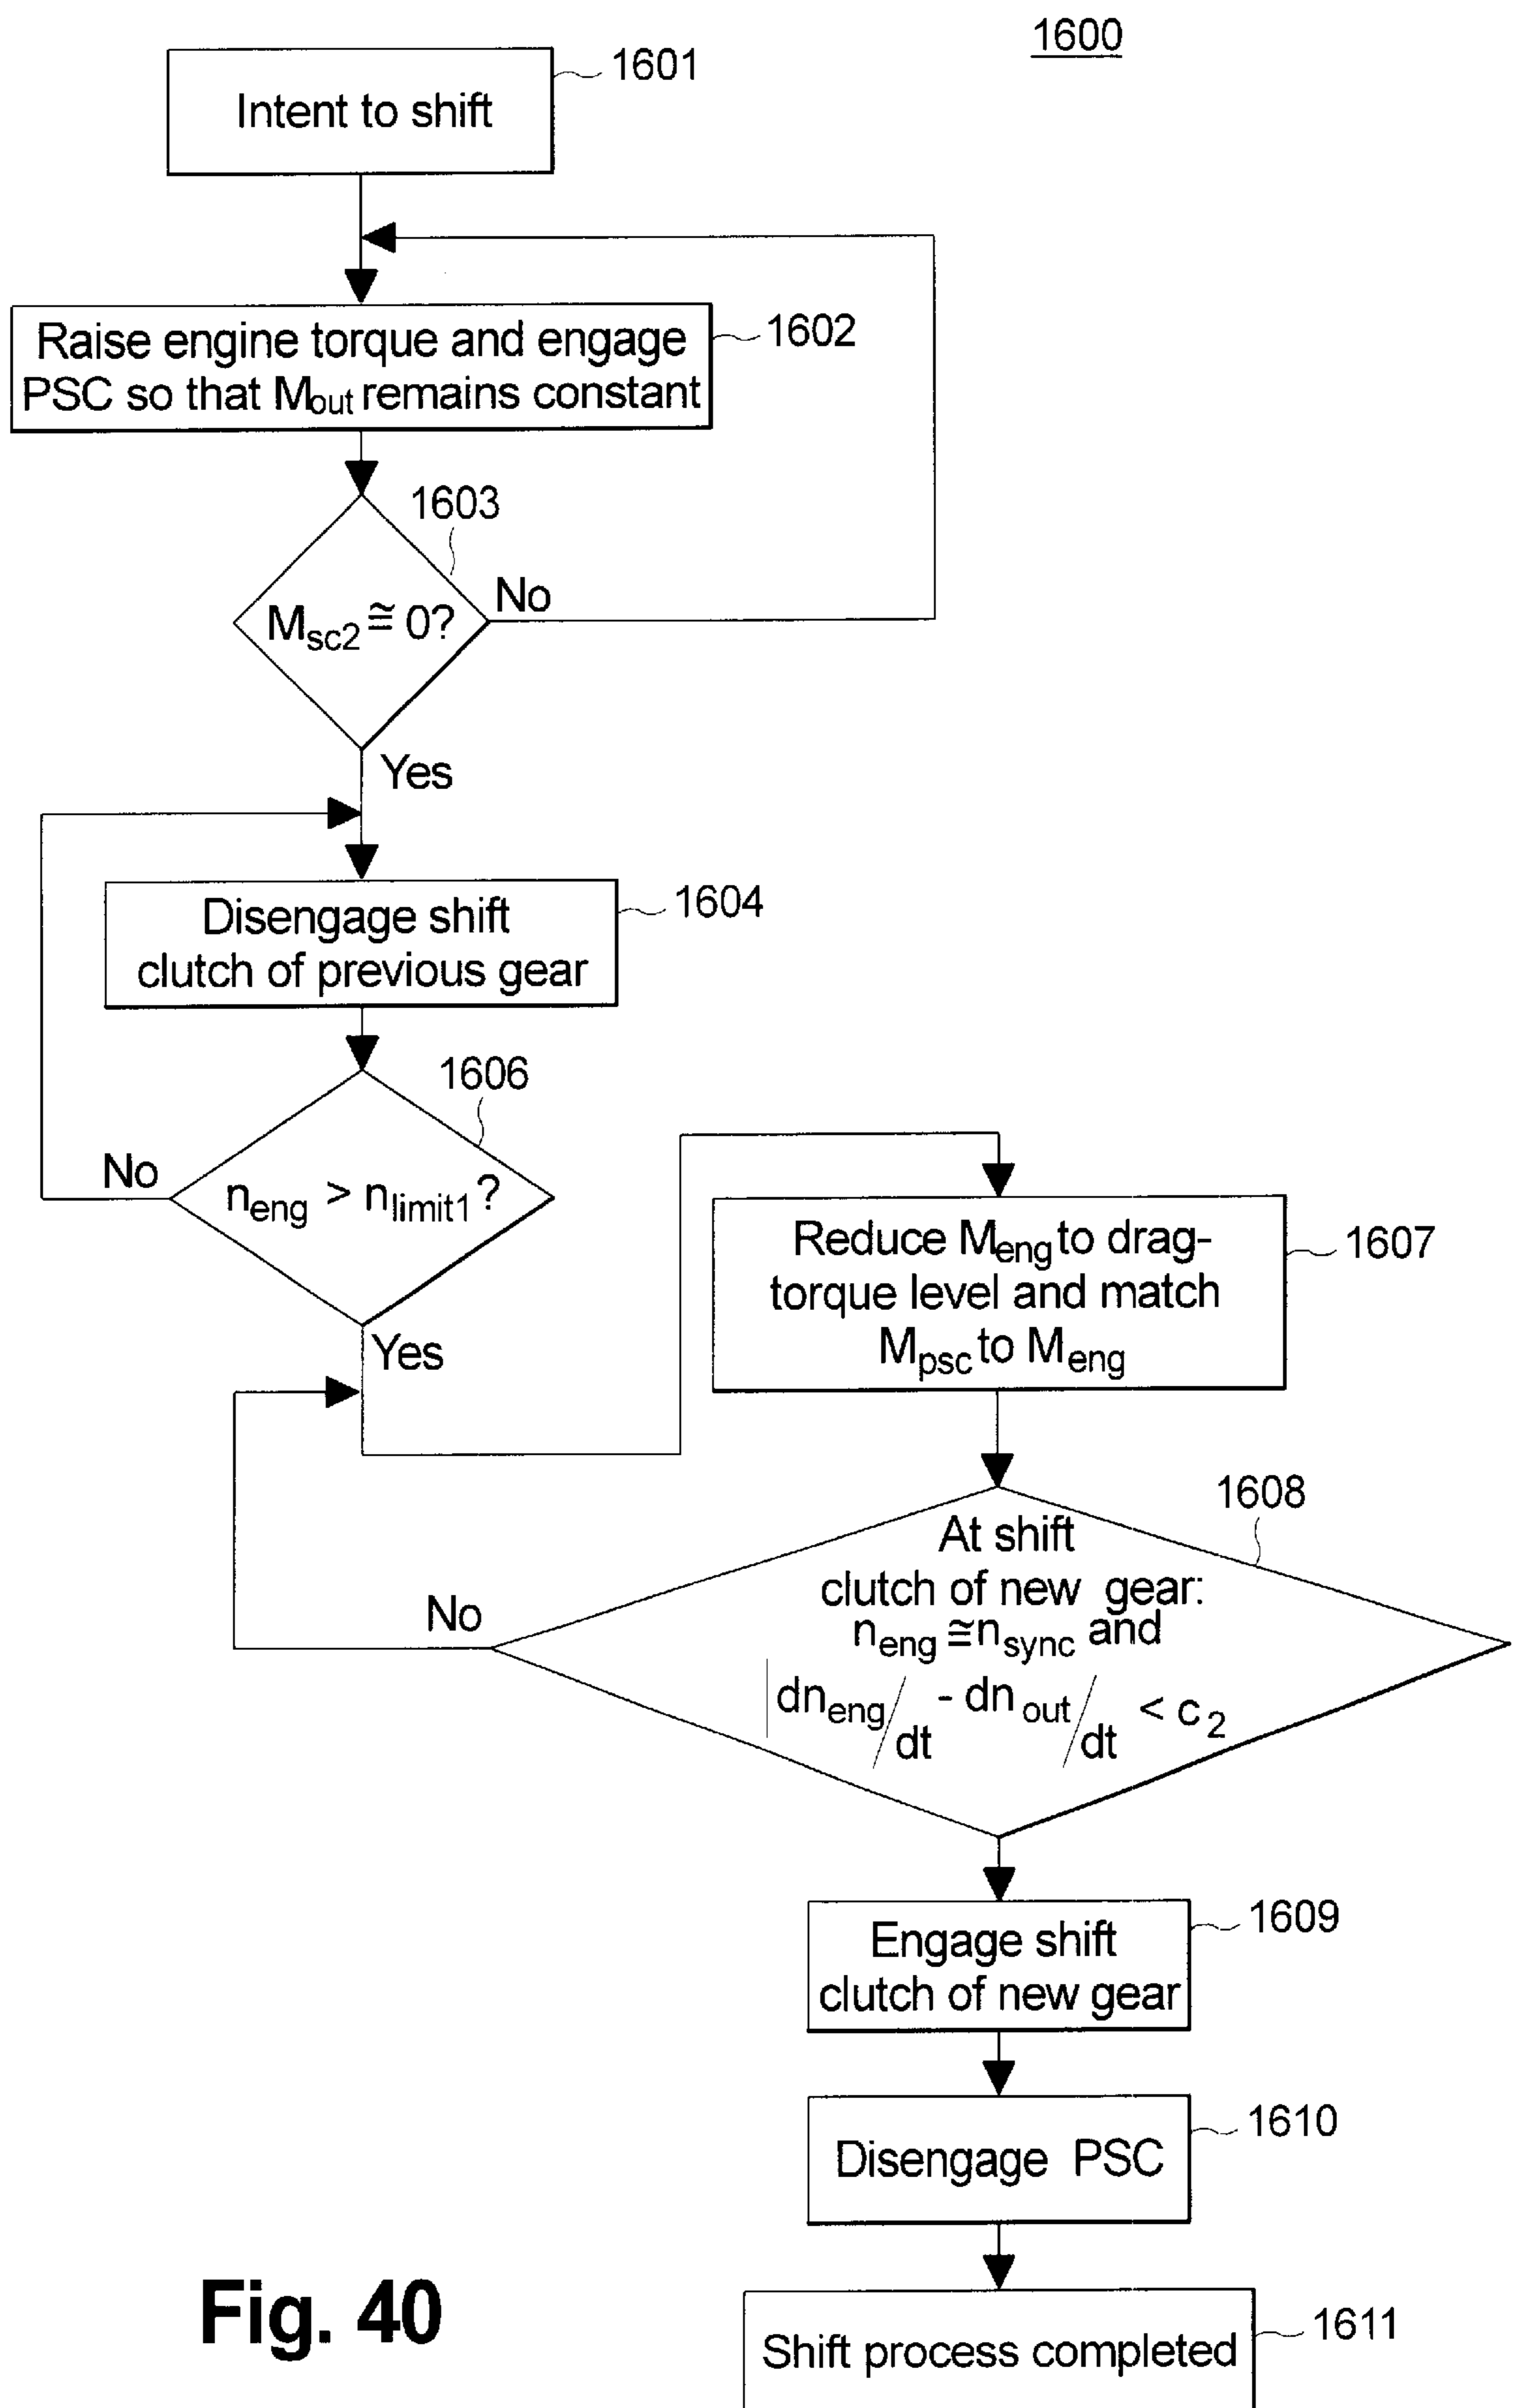 1600
1601
Intent to shift
1602
Raise engine torque and engage
PSC so that Mout remains constant
1603
Msc2 ≅ 0?
No
Yes
1604
Disengage shift
clutch of previous gear
1606
No
neng > nlimit1 ?
Yes
1607
Reduce Meng to drag-
torque level and match
Mpsc to Meng
1608
At shift
clutch of new gear:
No
neng ≅ nsync and
|dneng/dt - dnout/dt < c2
1609
Engage shift
clutch of new gear
1610
Disengage PSC
1611
Shift process completed
Fig. 40